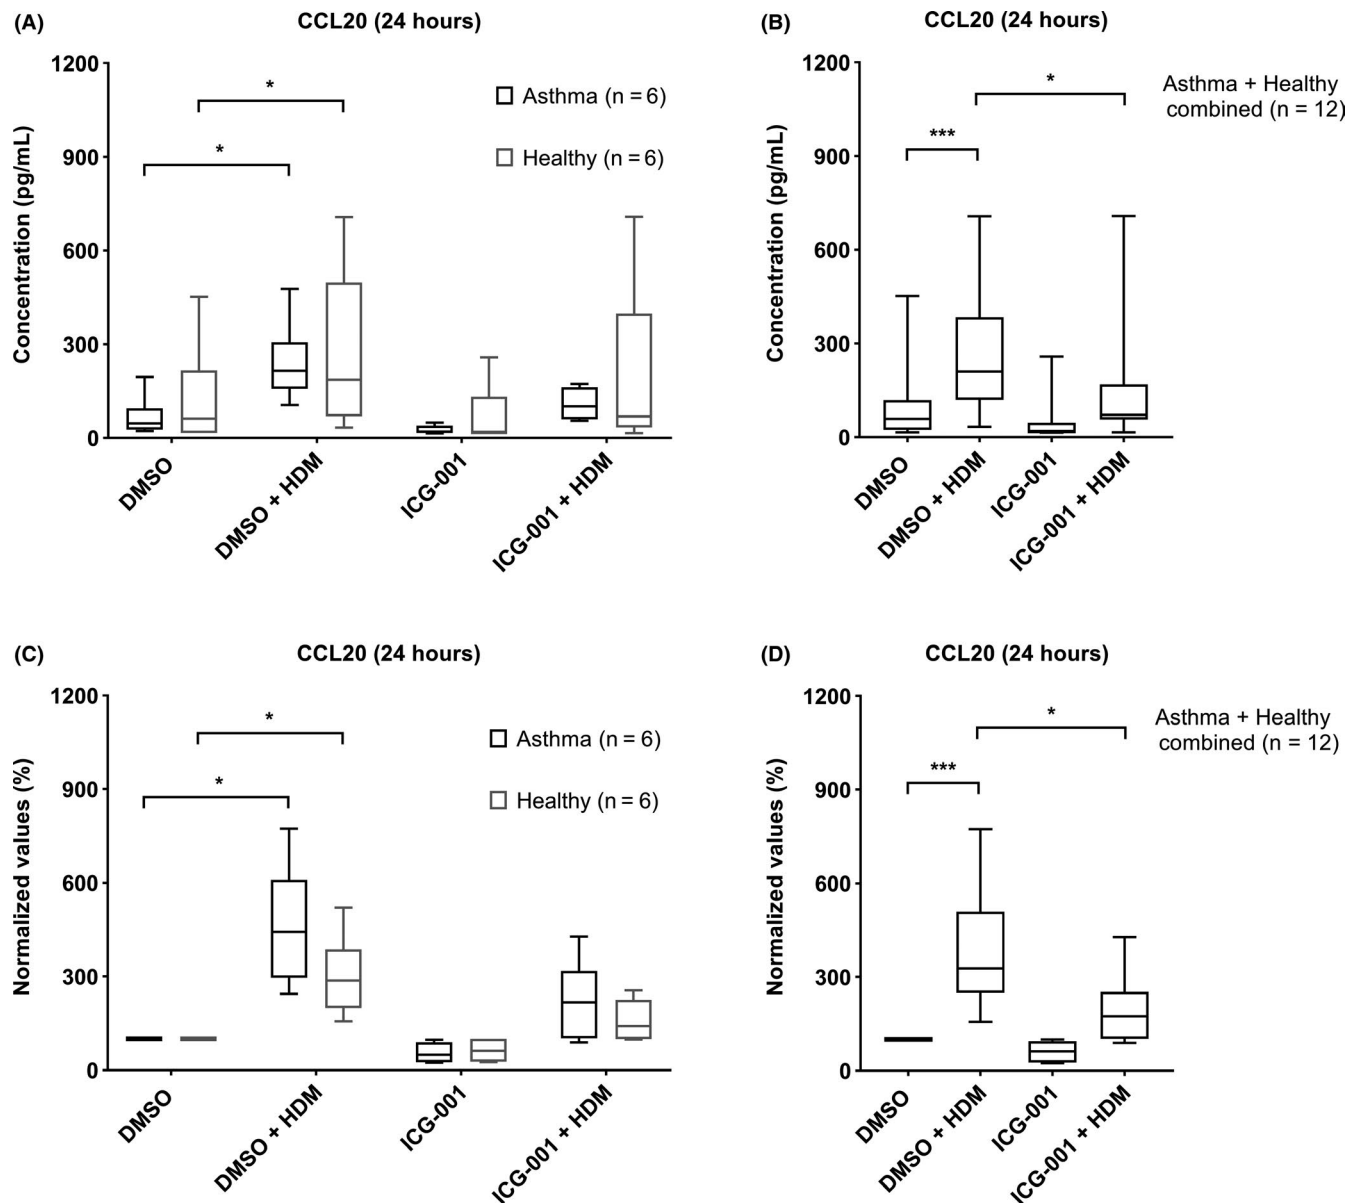 (A)
CCL20 (24 hours)
Concentration (pg/mL)
1200
900
600
300
0
*
*
Asthma (n = 6)
Healthy (n = 6)
DMSO
DMSO + HDM
ICG-001
ICG-001 + HDM
(B)
CCL20 (24 hours)
Concentration (pg/mL)
1200
900
600
300
0
***
*
Asthma + Healthy
combined (n = 12)
DMSO
DMSO + HDM
ICG-001
ICG-001 + HDM
(C)
CCL20 (24 hours)
Normalized values (%)
1200
900
600
300
0
*
*
Asthma (n = 6)
Healthy (n = 6)
DMSO
DMSO + HDM
ICG-001
ICG-001 + HDM
(D)
CCL20 (24 hours)
Normalized values (%)
1200
900
600
300
0
***
*
Asthma + Healthy
combined (n = 12)
DMSO
DMSO + HDM
ICG-001
ICG-001 + HDM